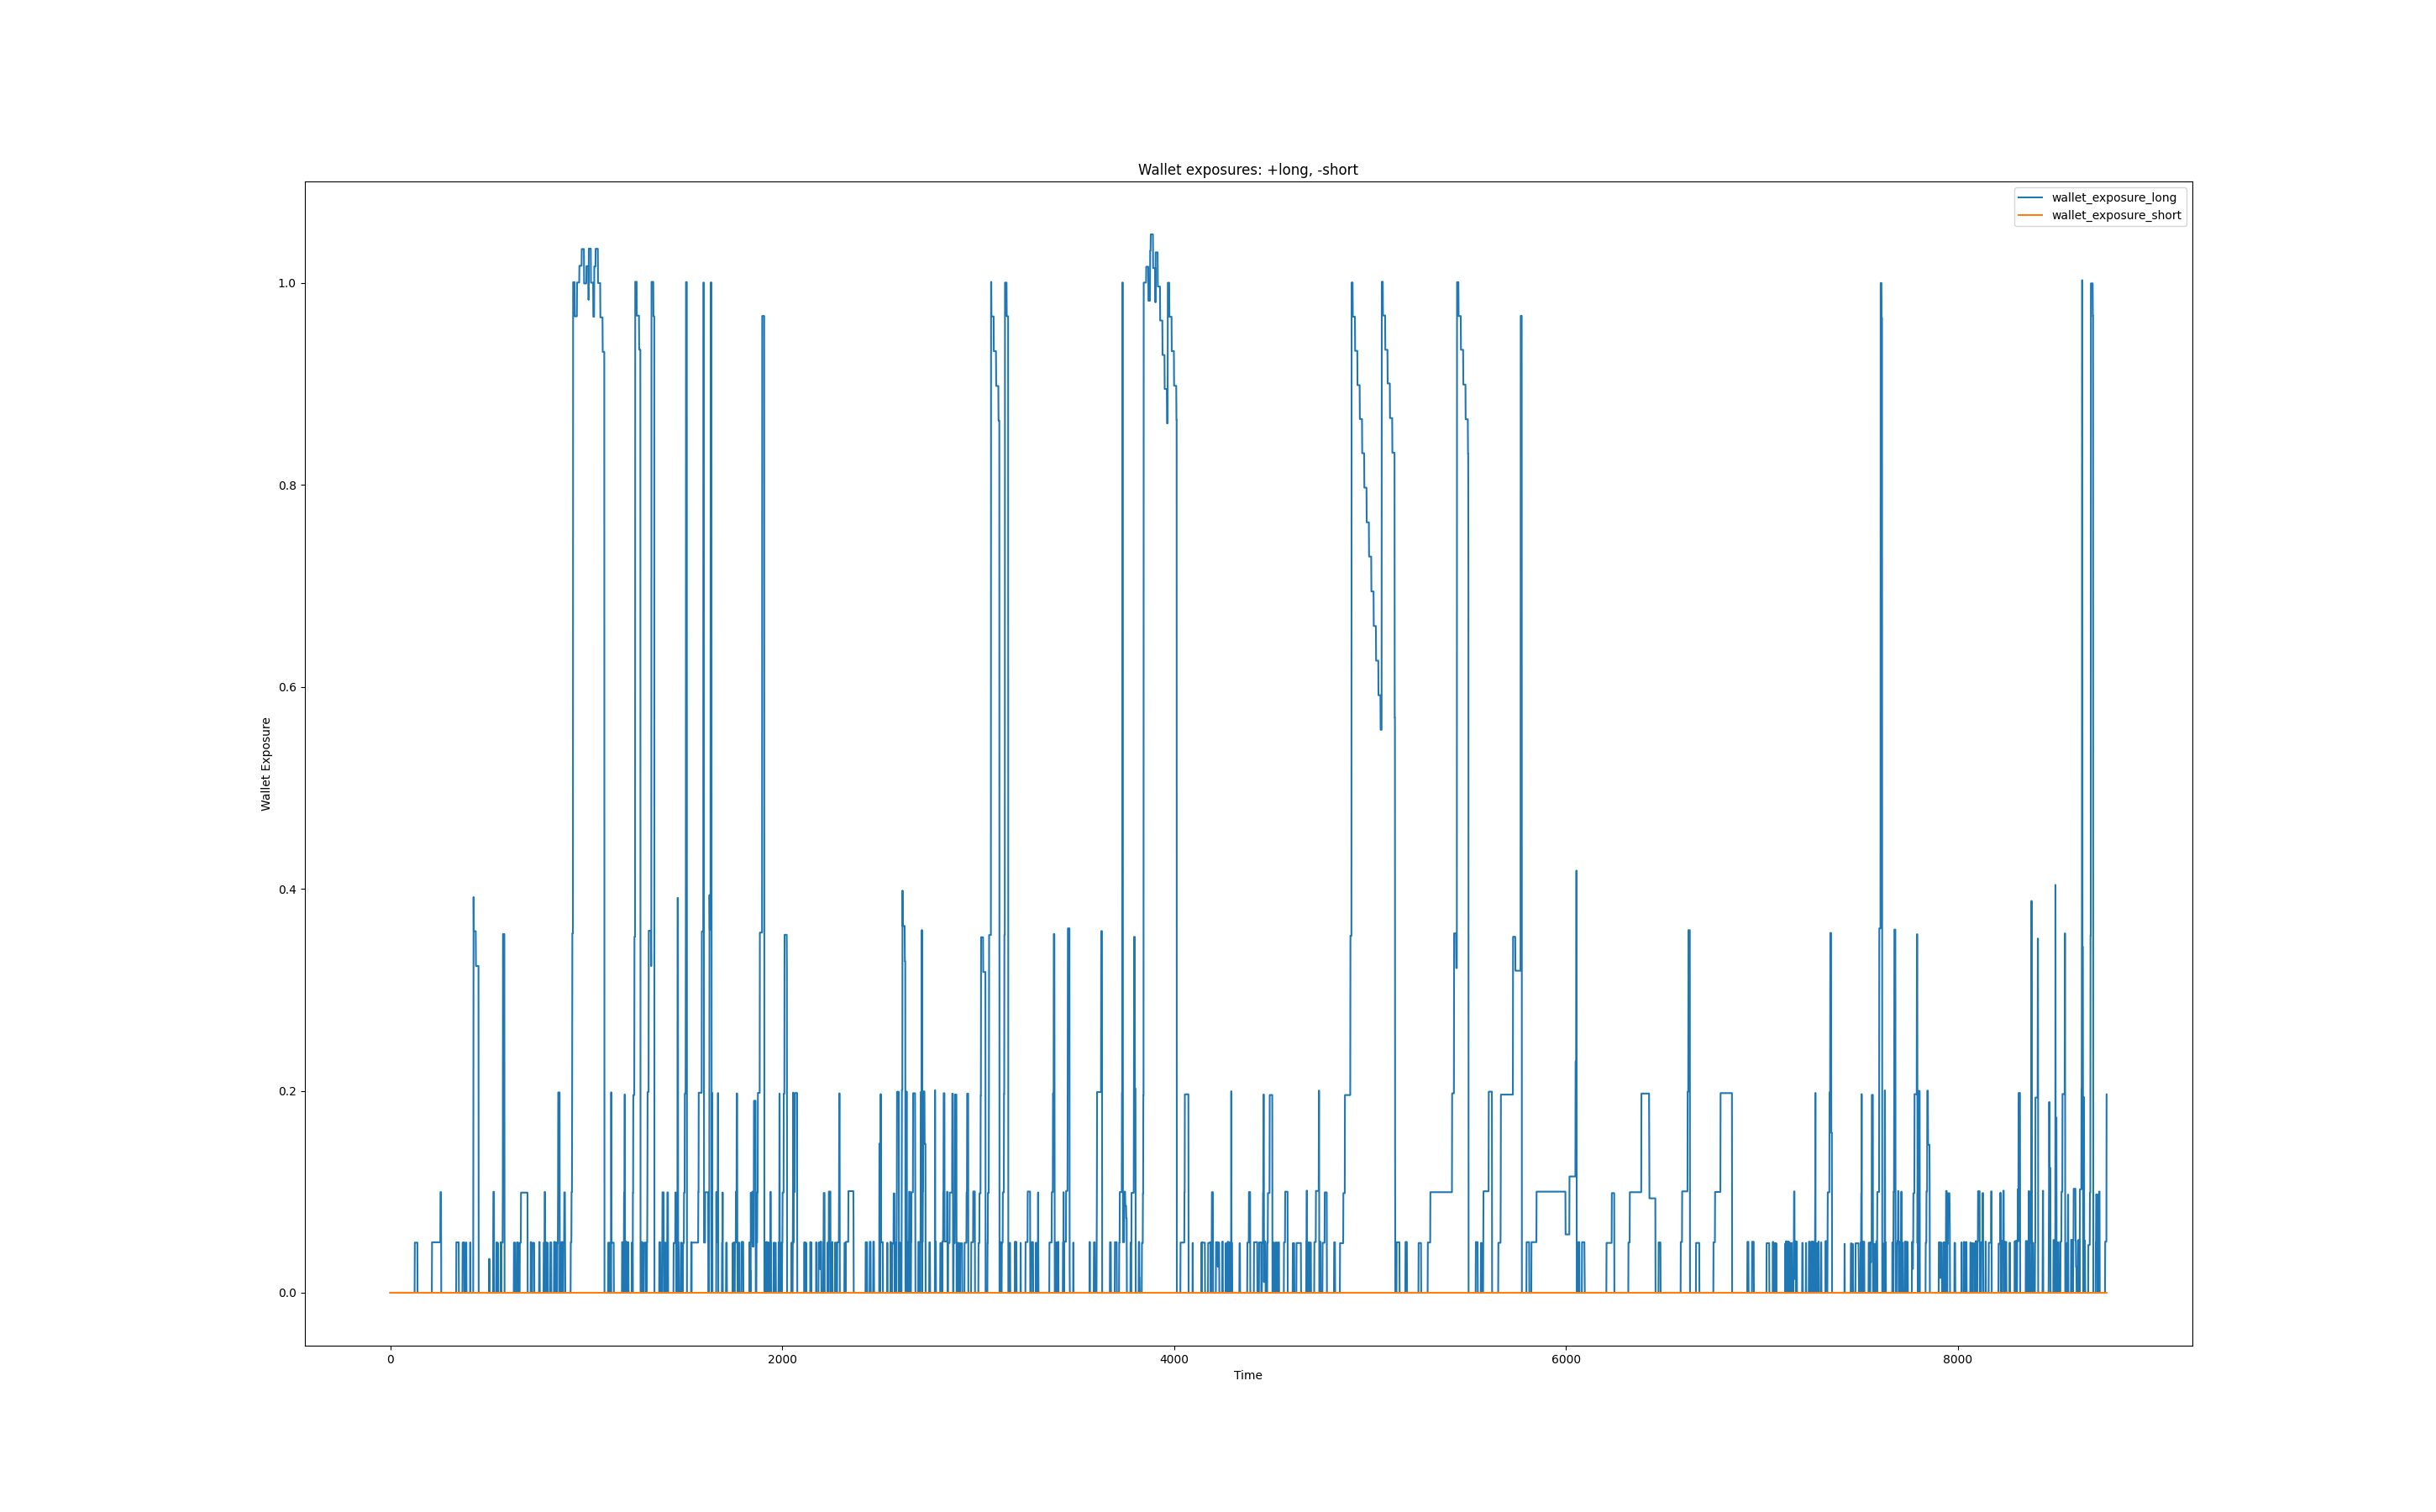 Wallet exposures: +long, -short
wallet_exposure_long
wallet_exposure_short
1.0
0.8
0.6
0.4
0.2
0.0
Wallet Exposure
0 2000 4000 6000 8000
Time